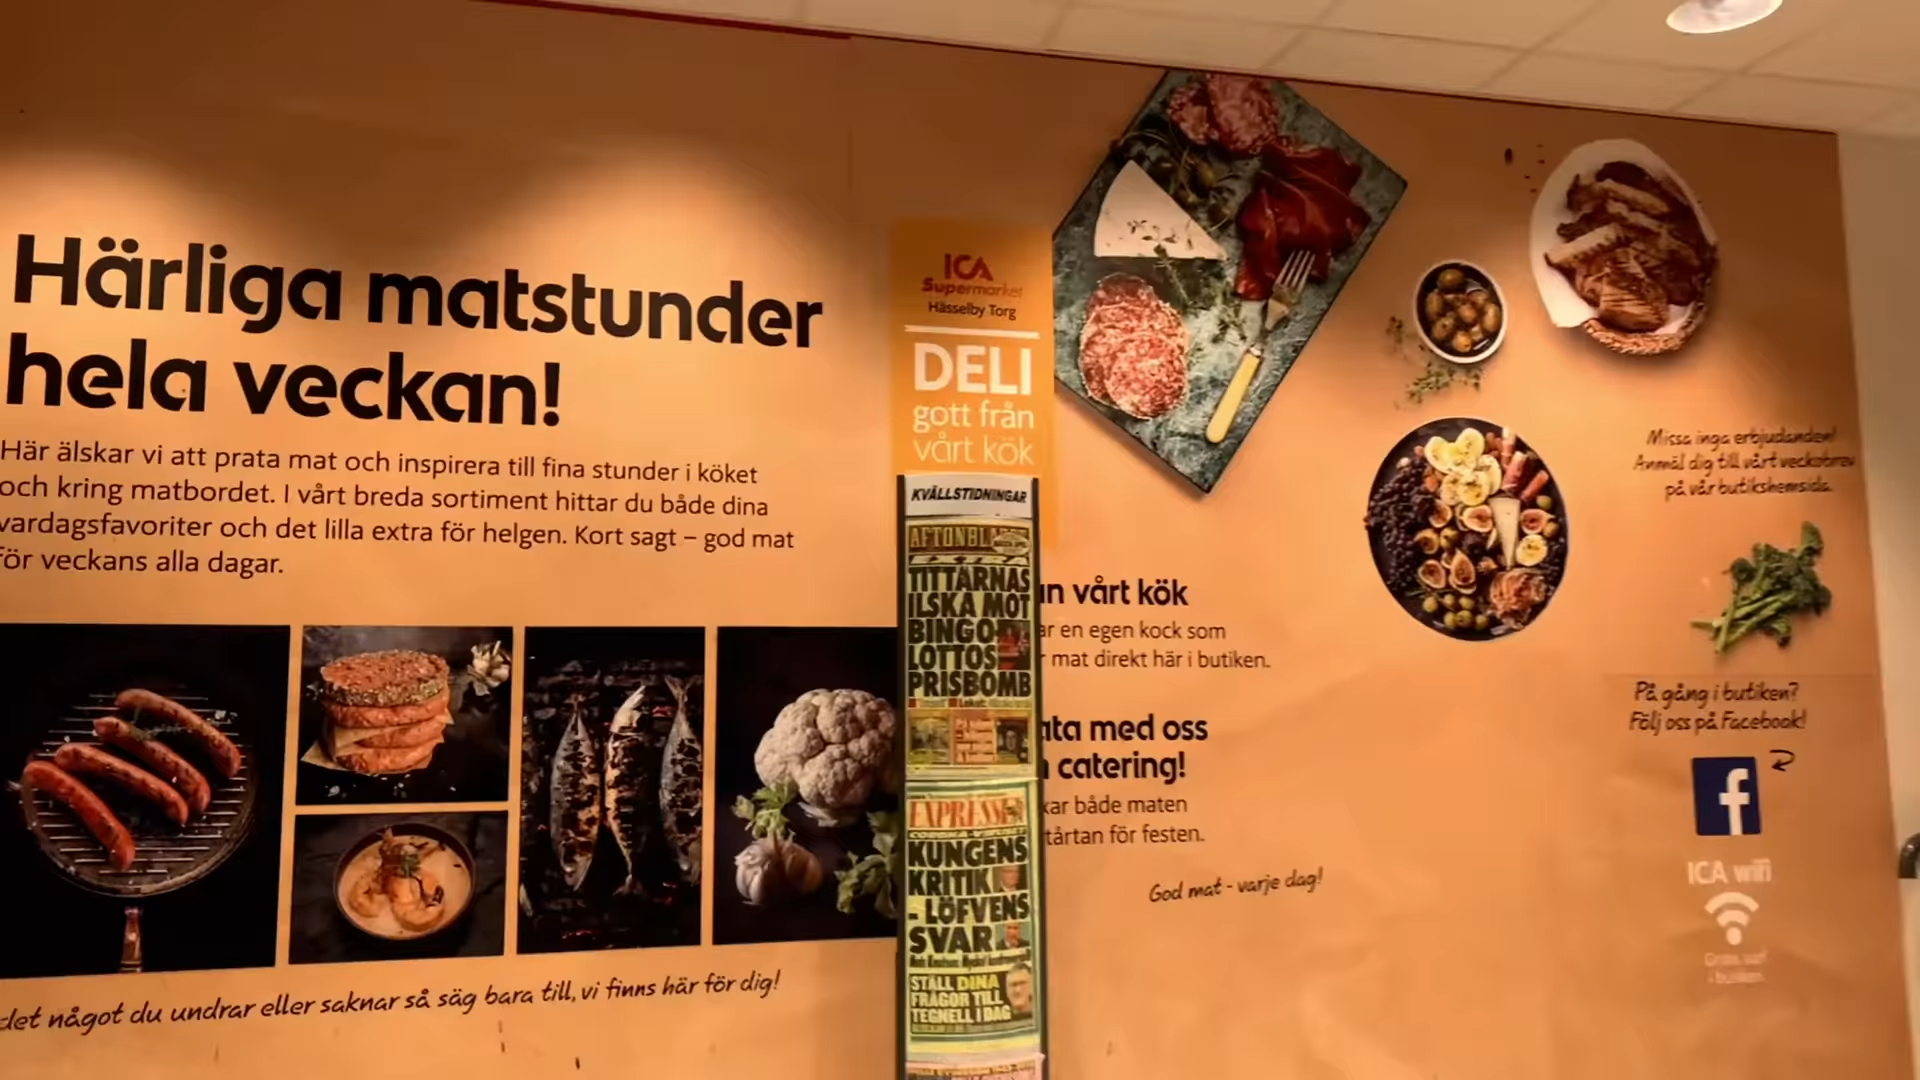 Härliga matstunder
hela veckan!
Här älskar vi att prata mat och inspirera till fina stunder i köket
och kring matbordet. I vårt breda sortiment hittar du både dina
vardagsfavoriter och det lilla extra för helgen. Kort sagt – god mat
för veckans alla dagar.
det något du undrar eller saknar så säg bara till, vi finns här för dig!
ICA
Supermarket
Hässelby Torg
DELI
gott från
vårt kök
KVÄLLSTIDNINGAR
AFTONBL
TITTARNAS
ILSKA MOT
BINGO-
LOTTOS
PRISBOMB
EXPRESSEN
KUNGENS
KRITIK
- LÖFVENS
SVAR
STÄLL DINA
FRÅGOR TILL
TEGNELL I DAG
ån vårt kök
ar en egen kock som
r mat direkt här i butiken.
ata med oss
catering!
kar både maten
tårtan för festen.
God mat - varje dag!
Missa inga erbjudanden!
Anmäl dig till vårt veckobrev
på vår butikshemsida.
På gång i butiken?
Följ oss på Facebook!
f
ICA wifi
Gratis surf
i butiken.